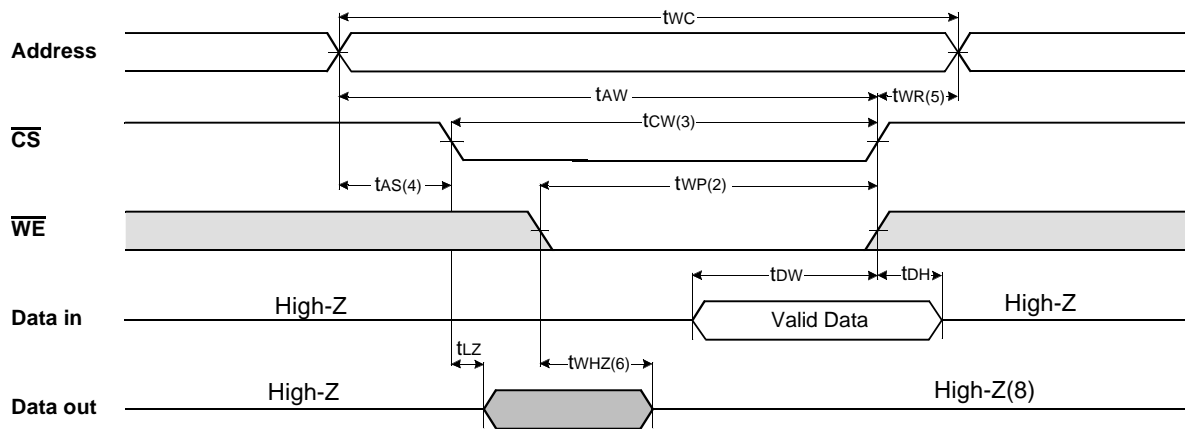 tWC
Address
tAW
tWR(5)
CS
tCW(3)
tAS(4)
tWP(2)
WE
tDW
tDH
Data in
High-Z
Valid Data
High-Z
tLZ
tWHZ(6)
Data out
High-Z
High-Z(8)